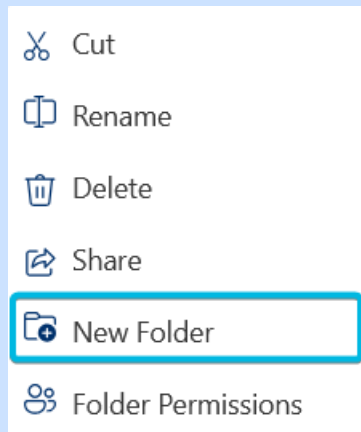 Cut
Rename
Delete
Share
New Folder
Folder Permissions